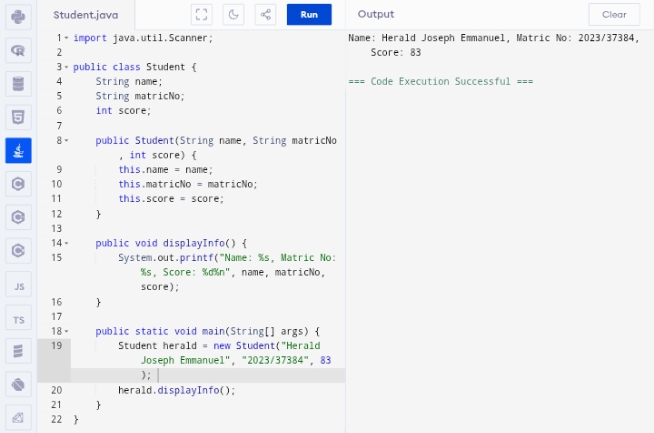 Student.java
Run
Output
Clear
1 import java.util.Scanner;
2
3 public class Student {
4 String name;
5 String matricNo;
6 int score;
7
8 public Student(String name, String matricNo
, int score) {
9 this.name = name;
10 this.matricNo = matricNo;
11 this.score = score;
12 }
13
14 public void displayInfo() {
15 System.out.printf("Name: %s, Matric No:
%s, Score: %d%n", name, matricNo,
score);
16 }
17
18 public static void main(String[] args) {
19 Student herald = new Student("Herald
Joseph Emmanuel", "2023/37384", 83
);
20 herald.displayInfo();
21 }
22 }
Name: Herald Joseph Emmanuel, Matric No: 2023/37384,
Score: 83
=== Code Execution Successful ===
JS
TS